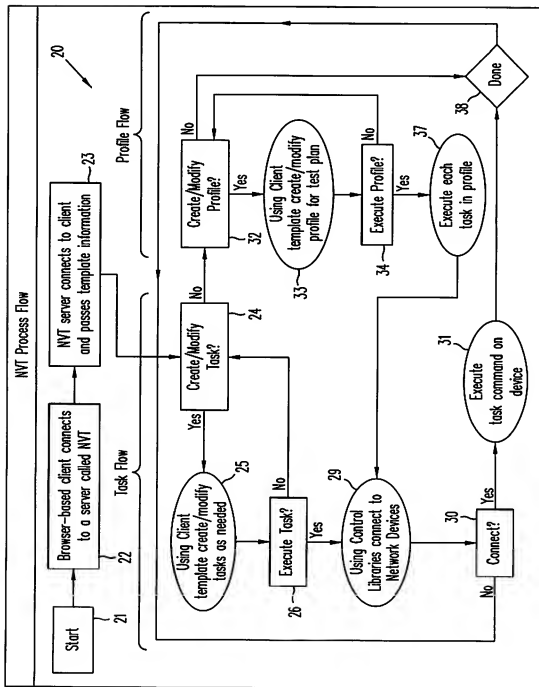 NVT Process Flow
20
Start
21
Browser-based client connects
to a server called NVT
22
NVT server connects to client
and passes template information
23
Task Flow
Profile Flow
Create/Modify
Task?
24
Yes
No
Using Client
template create/modify
tasks as needed
25
Execute Task?
26
No
Yes
Using Control
Libraries connect to
Network Devices
29
Connect?
30
No
Yes
Execute
task command on
device
31
Create/Modify
Profile?
32
No
Yes
Using Client
template create/modify
profile for test plan
33
Execute Profile?
34
No
Yes
Execute each
task in profile
37
Done
38